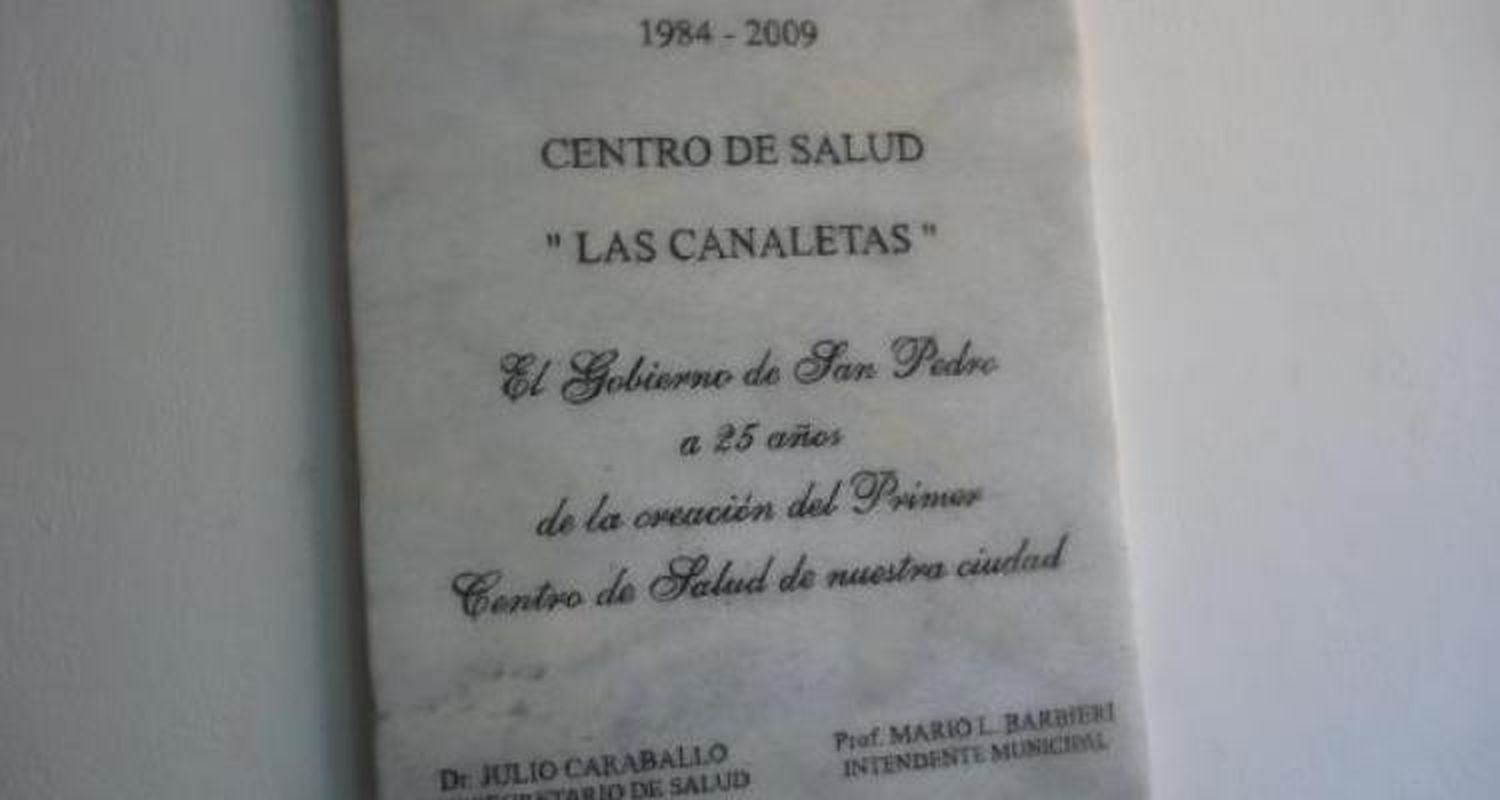 1984 - 2009
CENTRO DE SALUD
" LAS CANALETAS "
El Gobierno de San Pedro
a 25 años
de la creación del Primer
Centro de Salud de nuestra ciudad
Dr. JULIO CARABALLO
SECRETARIO DE SALUD
Prof. MARIO L. BARBIERI
INTENDENTE MUNICIPAL